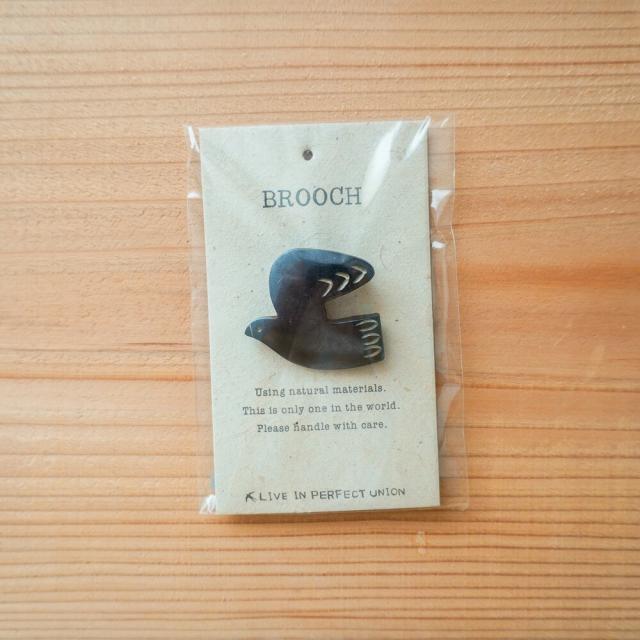 BROOCH
Using natural materials.
This is only one in the world.
Please handle with care.
LIVE IN PERFECT UNION